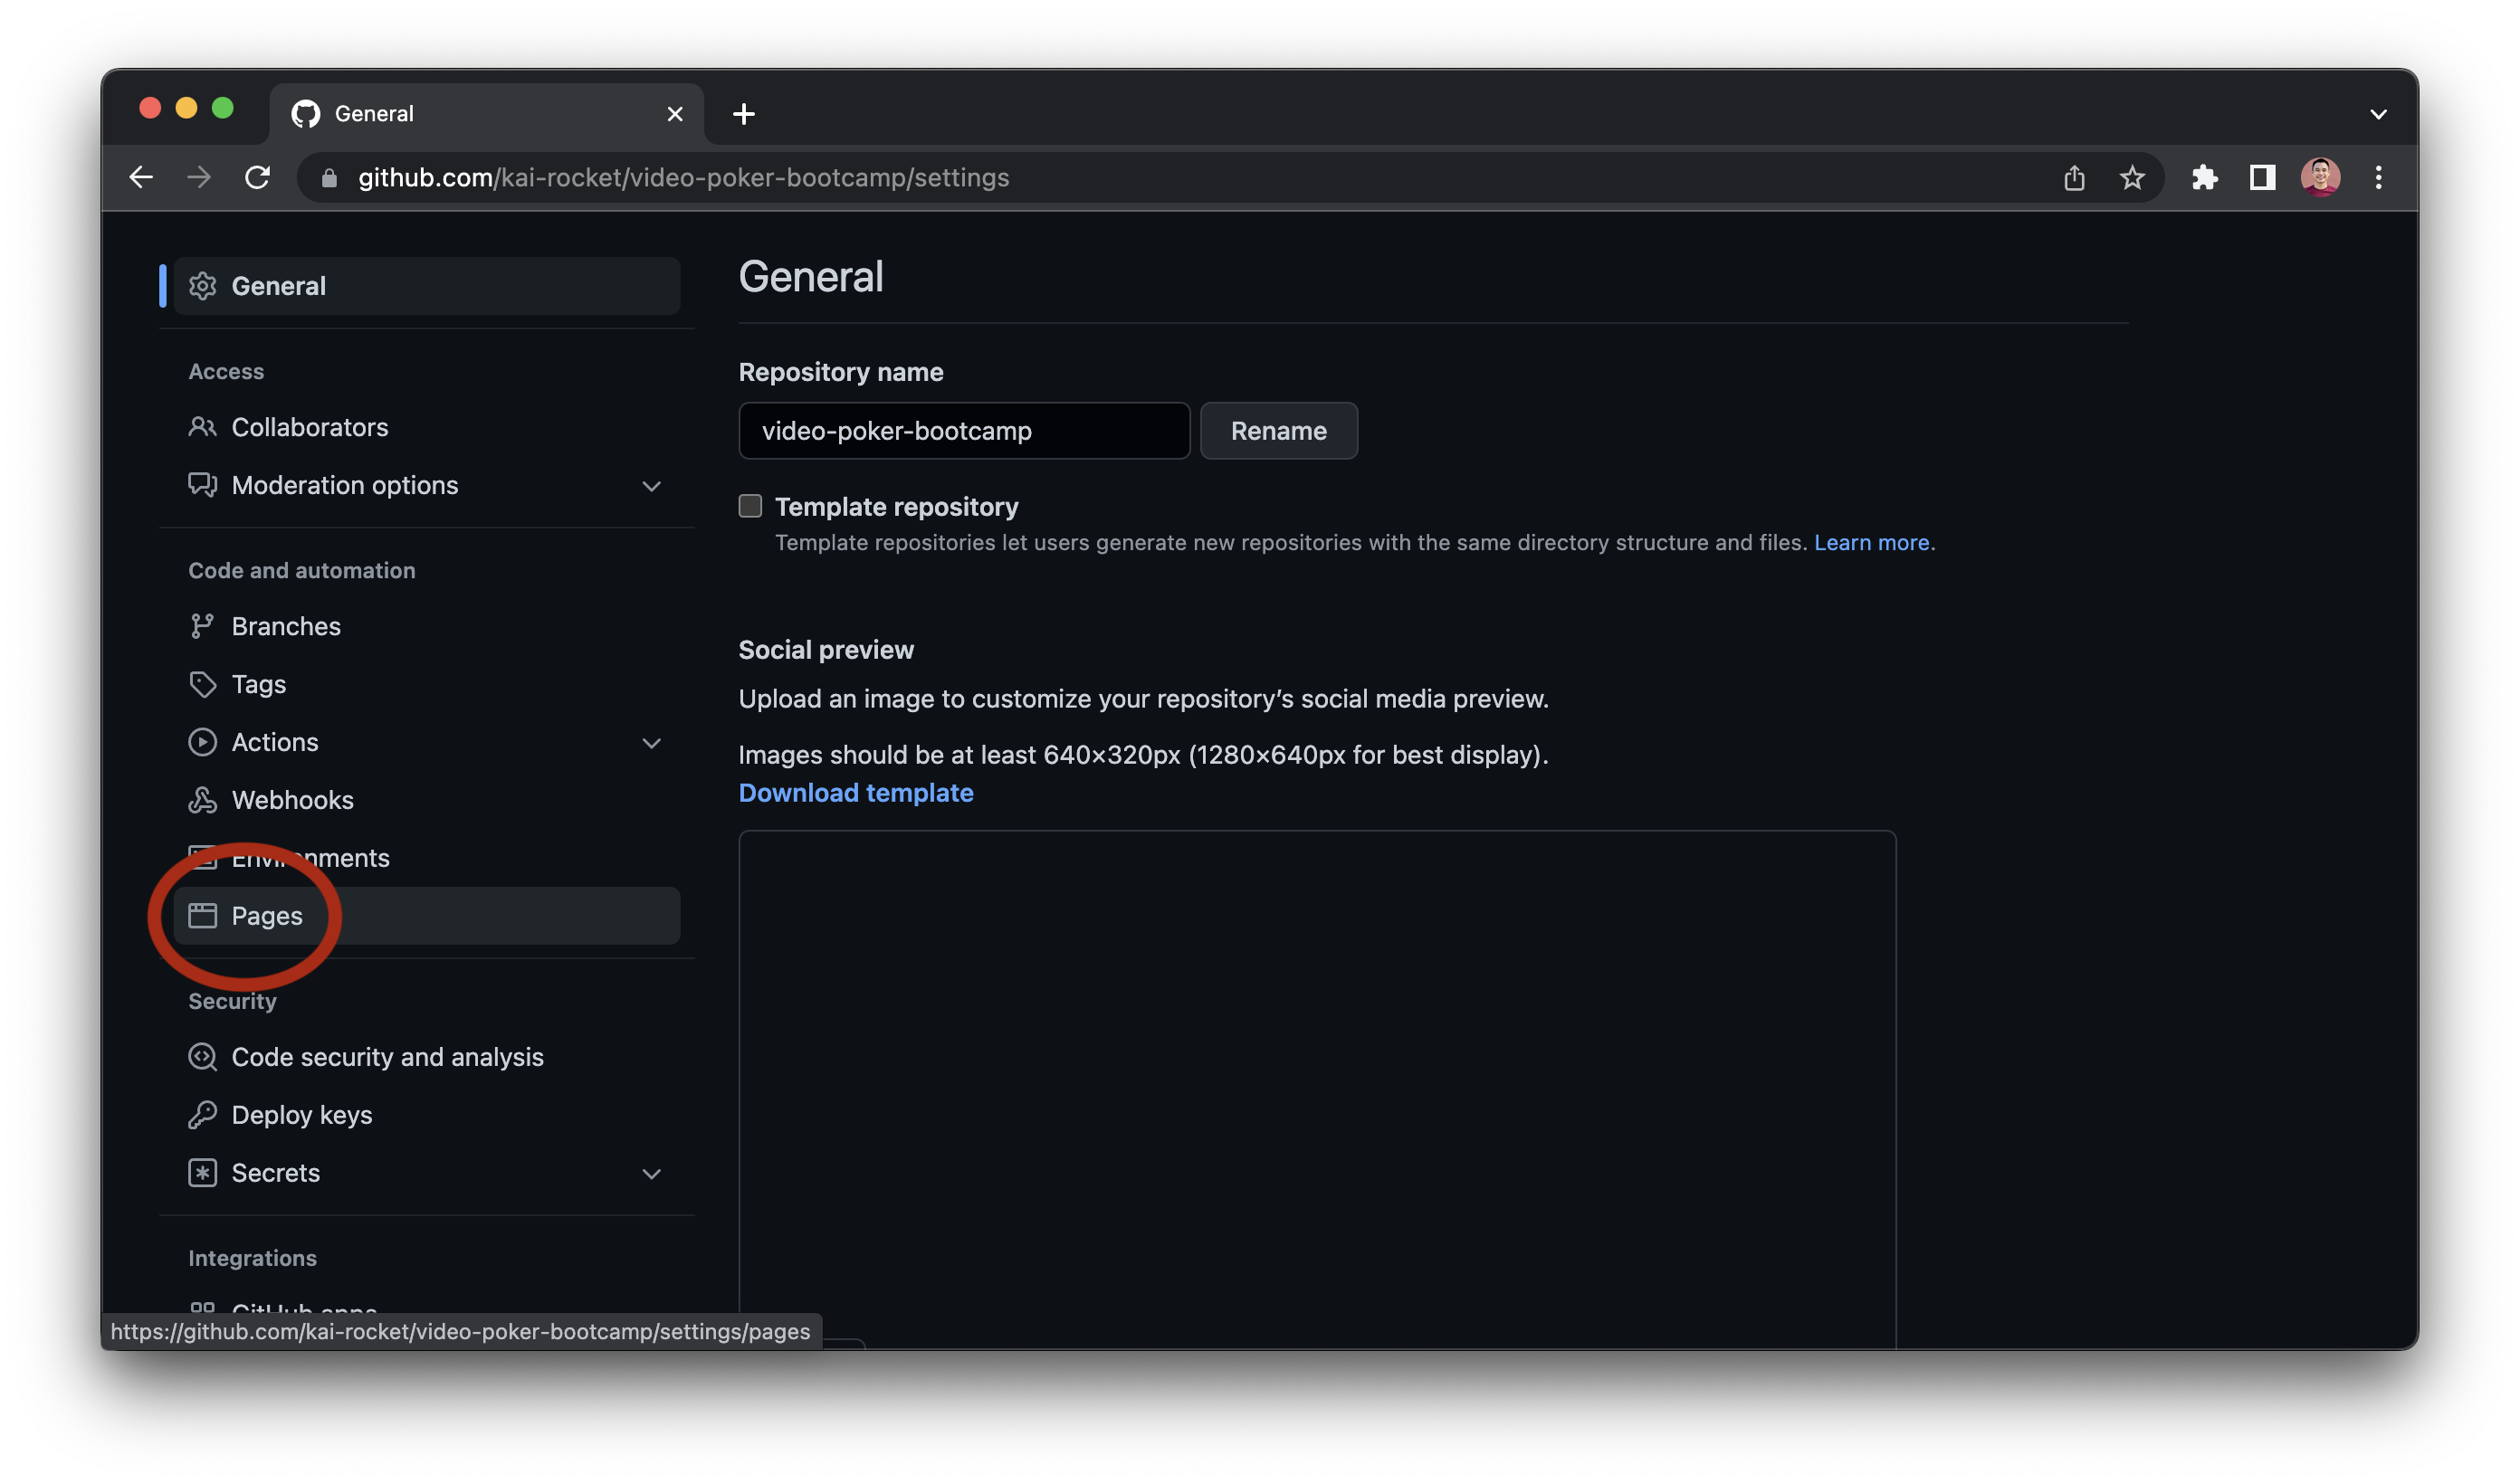 General
github.com/kai-rocket/video-poker-bootcamp/settings
General
Access
Collaborators
Moderation options
Code and automation
Branches
Tags
Actions
Webhooks
Environments
Pages
Security
Code security and analysis
Deploy keys
Secrets
Integrations
GitHub apps
https://github.com/kai-rocket/video-poker-bootcamp/settings/pages
General
Repository name
video-poker-bootcamp Rename
Template repository
Template repositories let users generate new repositories with the same directory structure and files. Learn more.
Social preview
Upload an image to customize your repository’s social media preview.
Images should be at least 640×320px (1280×640px for best display).
Download template